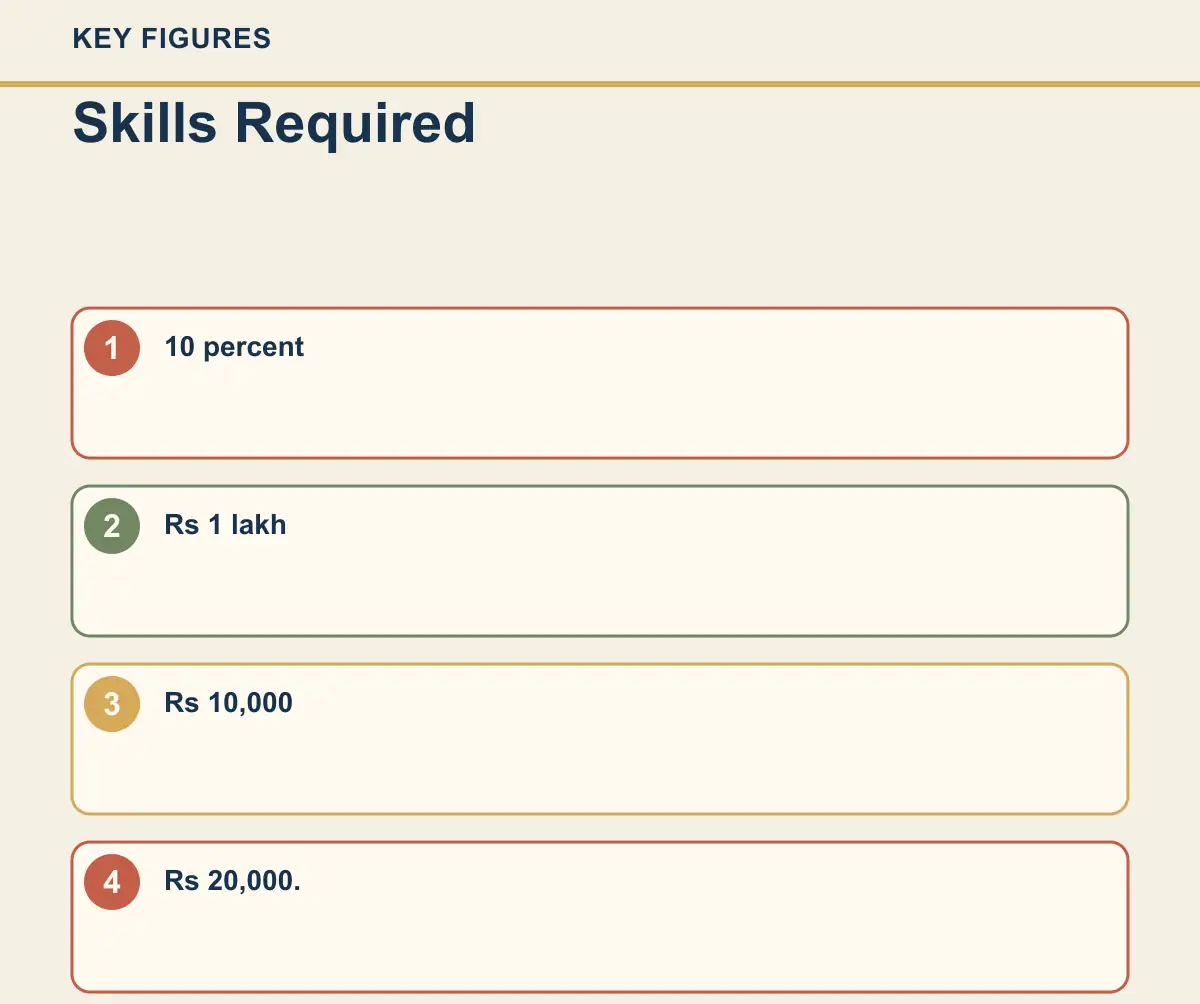 KEY FIGURES
Skills Required
1 10 percent
2 Rs 1 lakh
3 Rs 10,000
4 Rs 20,000.